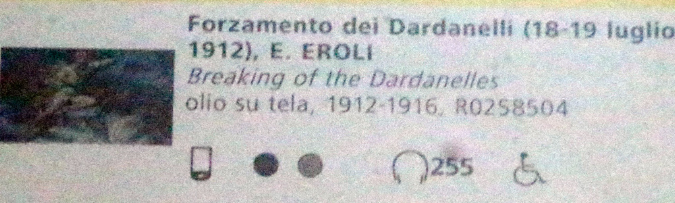 Forzamento dei Dardanelli (18-19 luglio
1912), E. EROLI
Breaking of the Dardanelles
olio su tela, 1912-1916, R0258504
255